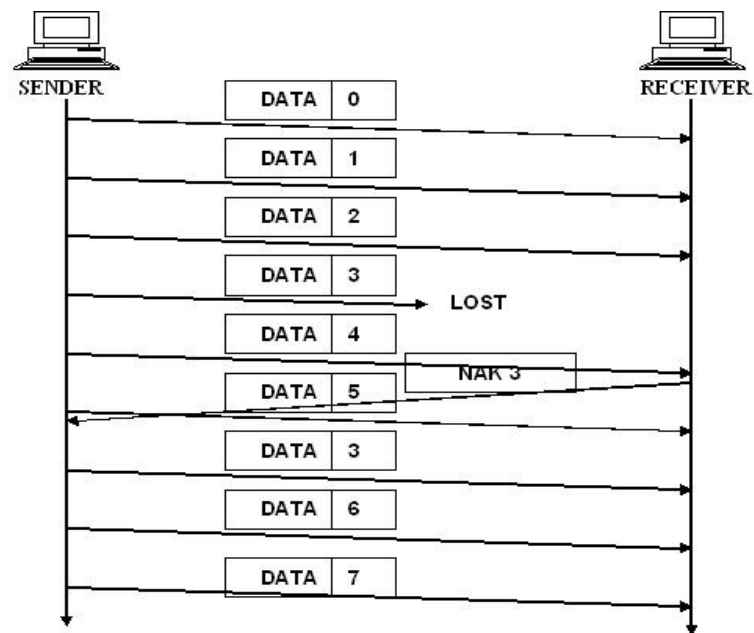 SENDER
RECEIVER
DATA 0
DATA 1
DATA 2
DATA 3
LOST
DATA 4
NAK 3
DATA 5
DATA 3
DATA 6
DATA 7